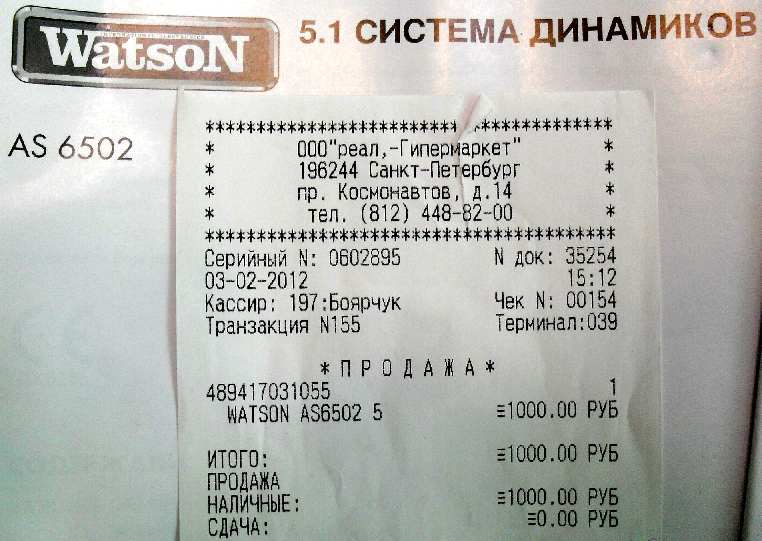 WatsoN
5.1 СИСТЕМА ДИНАМИКОВ
AS 6502
****************************************
* ООО"реал,-Гипермаркет" *
* 196244 Санкт-Петербург *
* пр. Космонавтов, д.14 *
* тел. (812) 448-82-00 *
****************************************
Серийный N: 0602895 N док: 35254
03-02-2012 15:12
Кассир: 197:Боярчук Чек N: 00154
Транзакция N155 Терминал:039
*ПРОДАЖА*
489417031055 1
WATSON AS6502 5 ≡1000.00 РУБ
ИТОГО: ≡1000.00 РУБ
ПРОДАЖА
НАЛИЧНЫЕ: ≡1000.00 РУБ
СДАЧА: ≡0.00 РУБ